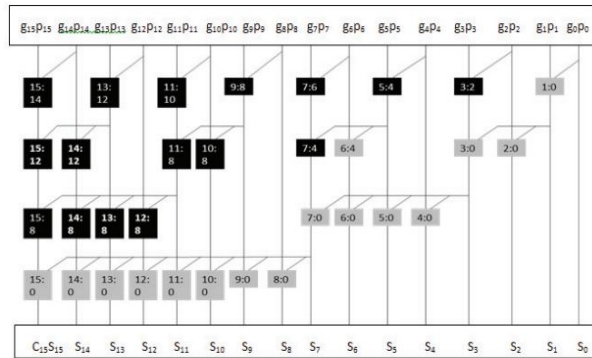 g₁₅p₁₅ g₁₄p₁₄ g₁₃p₁₃ g₁₂p₁₂ g₁₁p₁₁ g₁₀p₁₀ g₉p₉ g₈p₈ g₇p₇ g₆p₆ g₅p₅ g₄p₄ g₃p₃ g₂p₂ g₁p₁ g₀p₀
15:14 13:12 11:10 9:8 7:6 5:4 3:2 1:0
15:12 14:12 11:8 10:8 7:4 6:4 3:0 2:0
15:8 14:8 13:8 12:8 7:0 6:0 5:0 4:0
15:0 14:0 13:0 12:0 11:0 10:0 9:0 8:0
C₁₅S₁₅ S₁₄ S₁₃ S₁₂ S₁₁ S₁₀ S₉ S₈ S₇ S₆ S₅ S₄ S₃ S₂ S₁ S₀